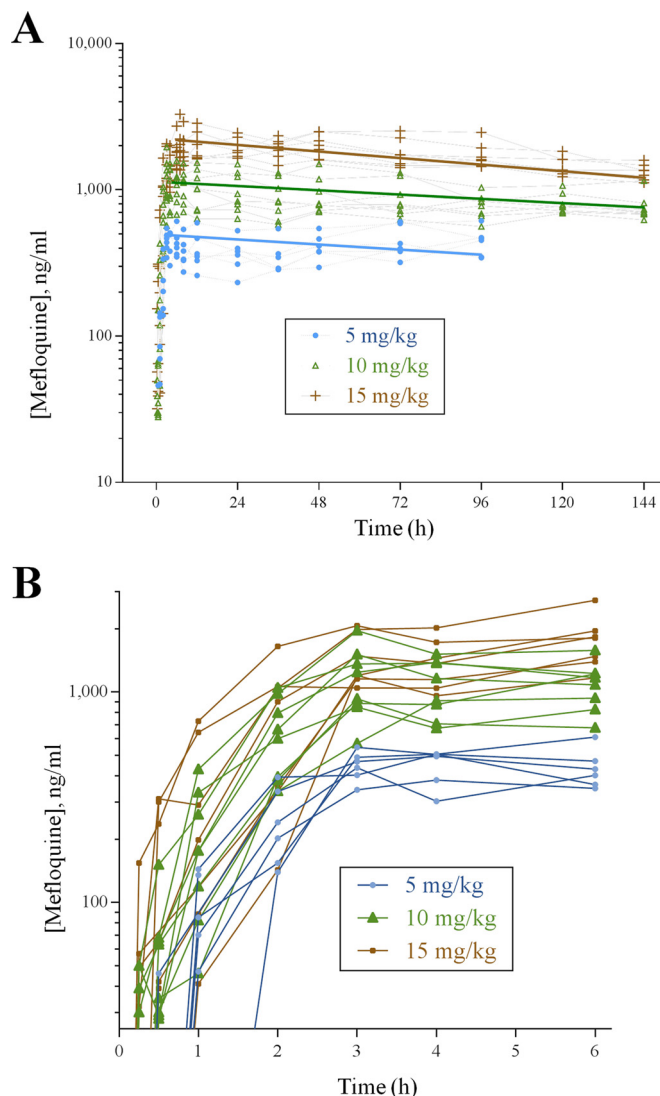 A
10,000
1,000
100
10
[Mefloquine], ng/ml
5 mg/kg
10 mg/kg
15 mg/kg
0 24 48 72 96 120 144
Time (h)
B
1,000
100
[Mefloquine], ng/ml
5 mg/kg
10 mg/kg
15 mg/kg
0 1 2 3 4 5 6
Time (h)